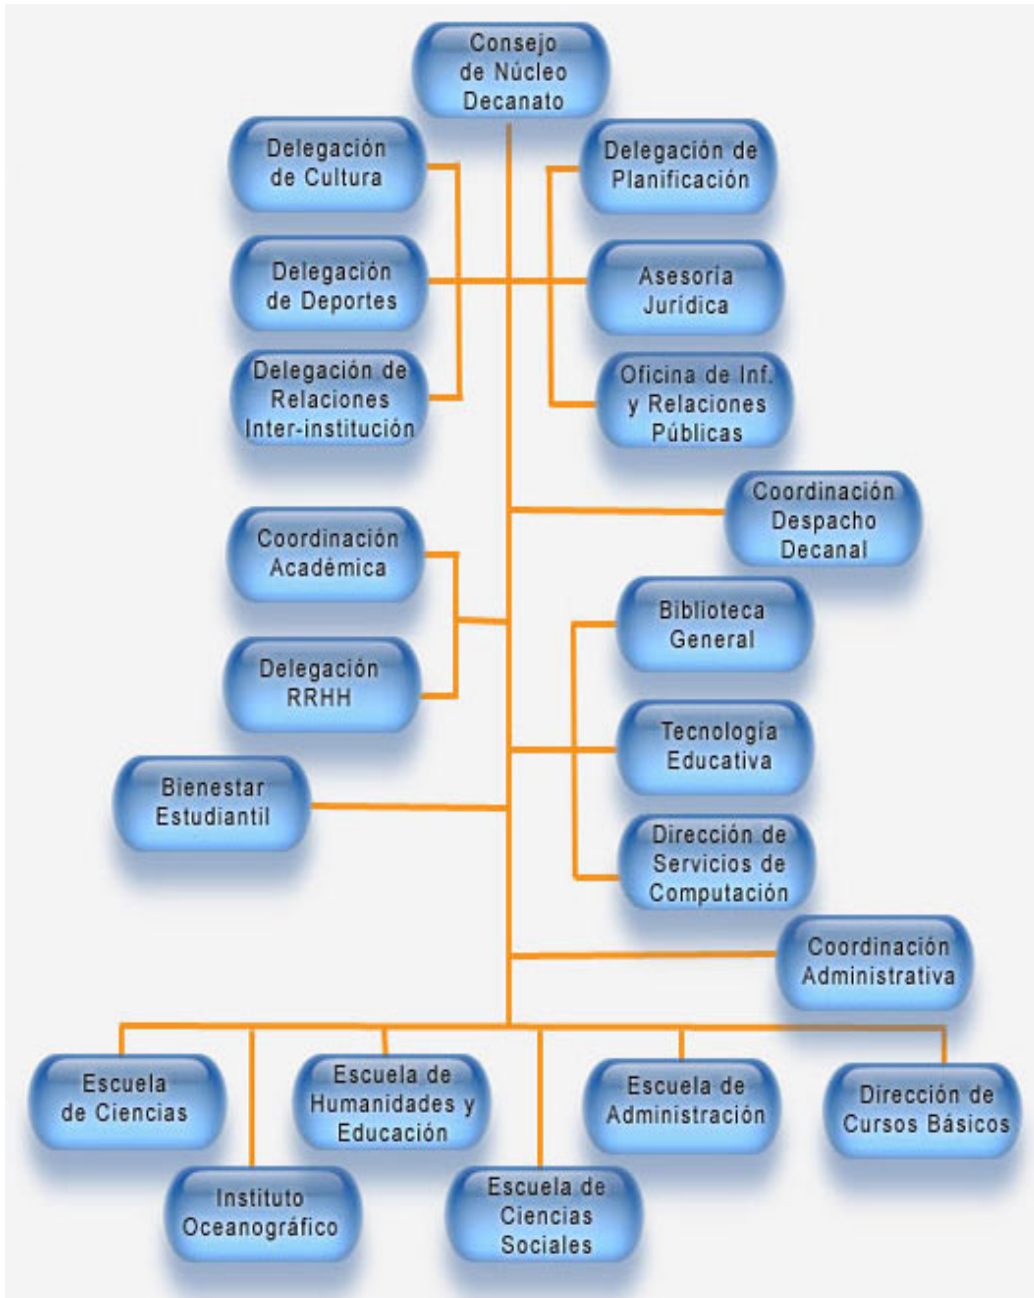 Consejo
de Núcleo
Decanato
Delegación
de Cultura
Delegación de
Planificación
Delegación
de Deportes
Asesoría
Jurídica
Delegación de
Relaciones
Inter-institución
Oficina de Inf.
y Relaciones
Públicas
Coordinación
Despacho
Decanal
Coordinación
Académica
Biblioteca
General
Delegación
RRHH
Tecnología
Educativa
Bienestar
Estudiantil
Dirección de
Servicios de
Computación
Coordinación
Administrativa
Escuela
de Ciencias
Escuela de
Humanidades y
Educación
Escuela de
Administración
Dirección de
Cursos Básicos
Instituto
Oceanográfico
Escuela de
Ciencias
Sociales